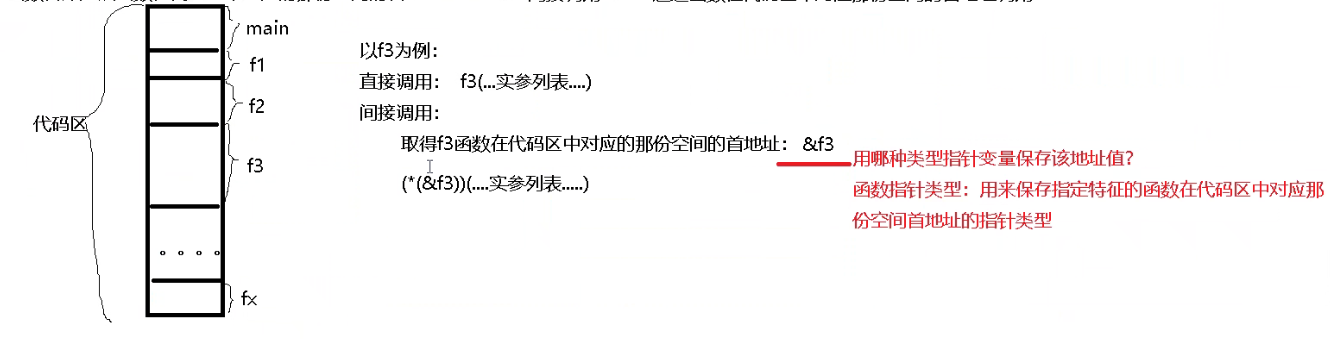 main
f1
f2
代码区
f3
。。。。
fx
以f3为例：
直接调用： f3(...实参列表....)
间接调用：
取得f3函数在代码区中对应的那份空间的首地址： &f3
(*(&f3))(....实参列表.....)
用哪种类型指针变量保存该地址值？
函数指针类型：用来保存指定特征的函数在代码区中对应那
份空间首地址的指针类型